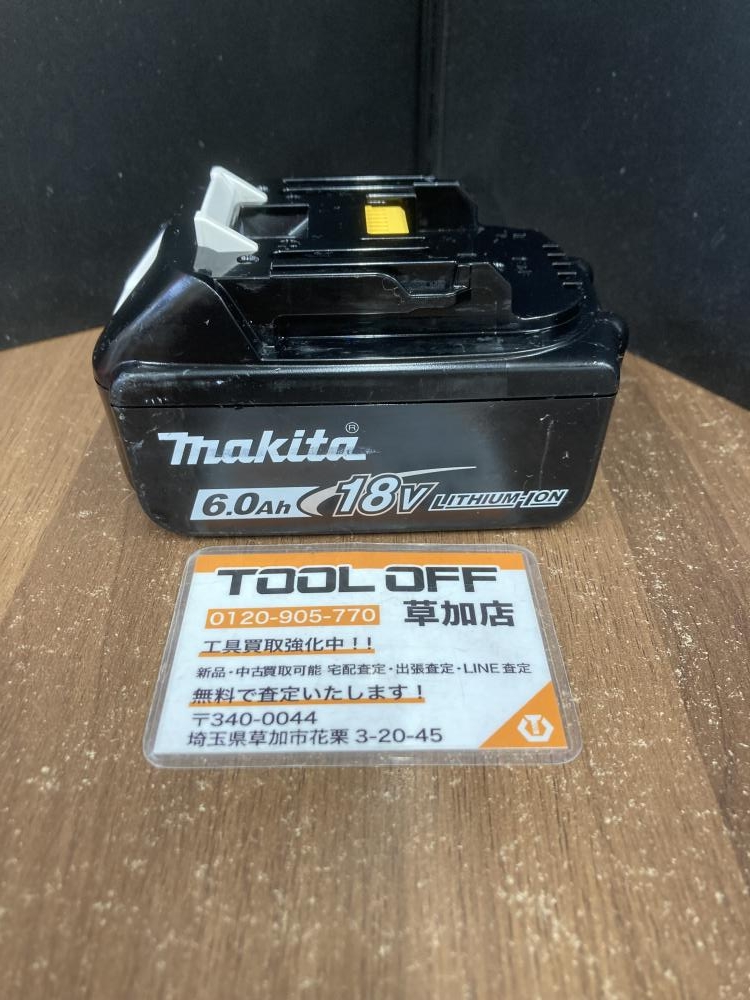 makita®
6.0Ah 18V LITHIUM-ION
TOOL OFF
0120-905-770 草加店
工具買取強化中！！
新品・中古買取可能 宅配査定・出張査定・LINE査定
無料で査定いたします！
〒340-0044
埼玉県草加市花栗 3-20-45